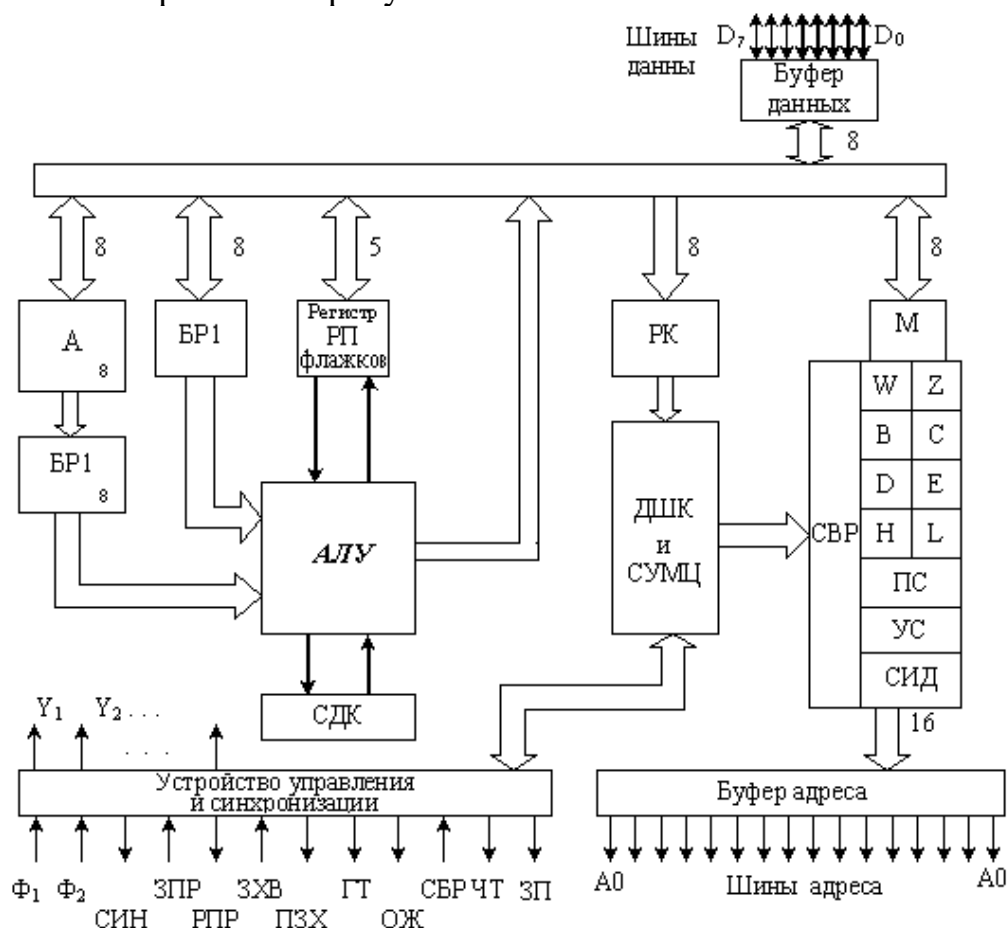 Шины
данны
D₇
D₀
Буфер
данных
8
8
8
5
8
8
А
8
БР1
Регистр
РП
флажков
РК
М
БР1
8
АЛУ
ДШК
и
СУМЦ
СВР
W Z
B C
D E
H L
ПС
УС
СИД
СДК
16
Y₁ Y₂ . . .
. . .
Устройство управления
и синхронизации
Буфер адреса
Ф₁ Ф₂ СИН ЗПР РПР ЗХВ ПЗХ ГТ ОЖ СБР ЧТ ЗП
А0 Шины адреса А0